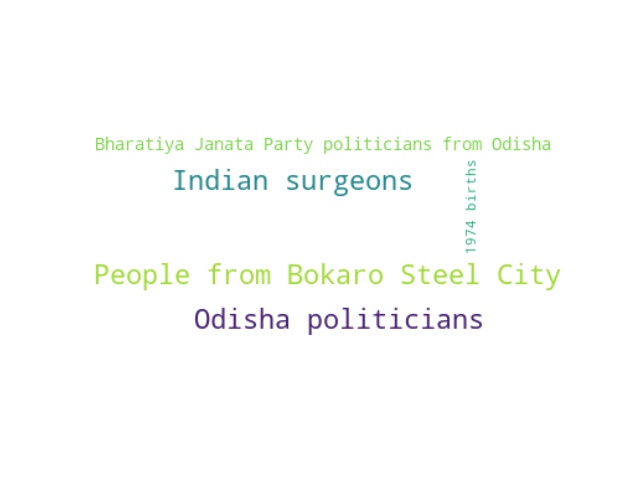 Bharatiya Janata Party politicians from Odisha
Indian surgeons
1974 births
People from Bokaro Steel City
Odisha politicians